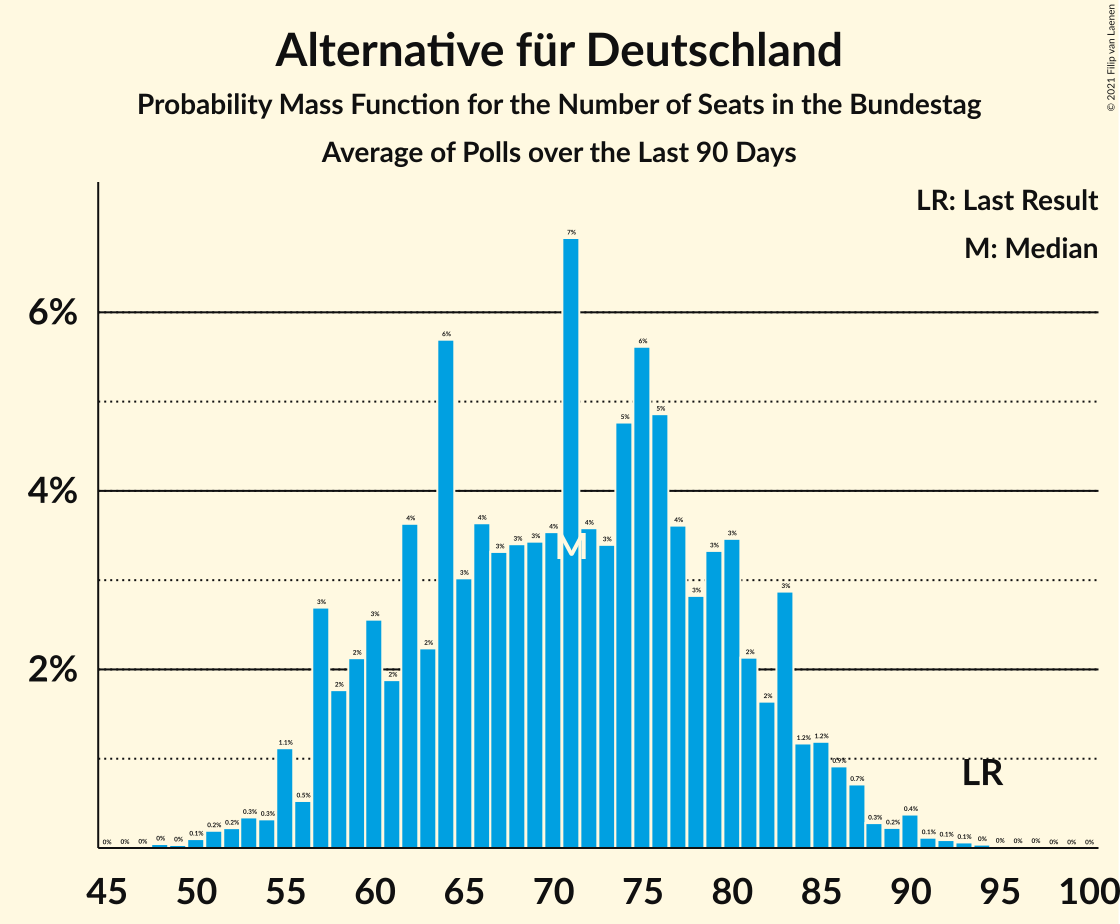 Alternative für Deutschland
Probability Mass Function for the Number of Seats in the Bundestag
Average of Polls over the Last 90 Days
© 2021 Filip van Laenen
LR: Last Result
M: Median
6%
4%
2%
0% 0% 0% 0% 0% 0.1% 0.2% 0.2% 0.3% 0.3% 1.1% 0.5% 3% 2% 2% 3% 2% 4% 2% 6% 3% 4% 3% 3% 3% 4% 7% 4% 3% 5% 6% 5% 4% 3% 3% 3% 2% 2% 3% 1.2% 1.2% 0.9% 0.7% 0.3% 0.2% 0.4% 0.1% 0.1% 0.1% 0% 0% 0% 0% 0% 0% 0%
M
LR
45 50 55 60 65 70 75 80 85 90 95 100